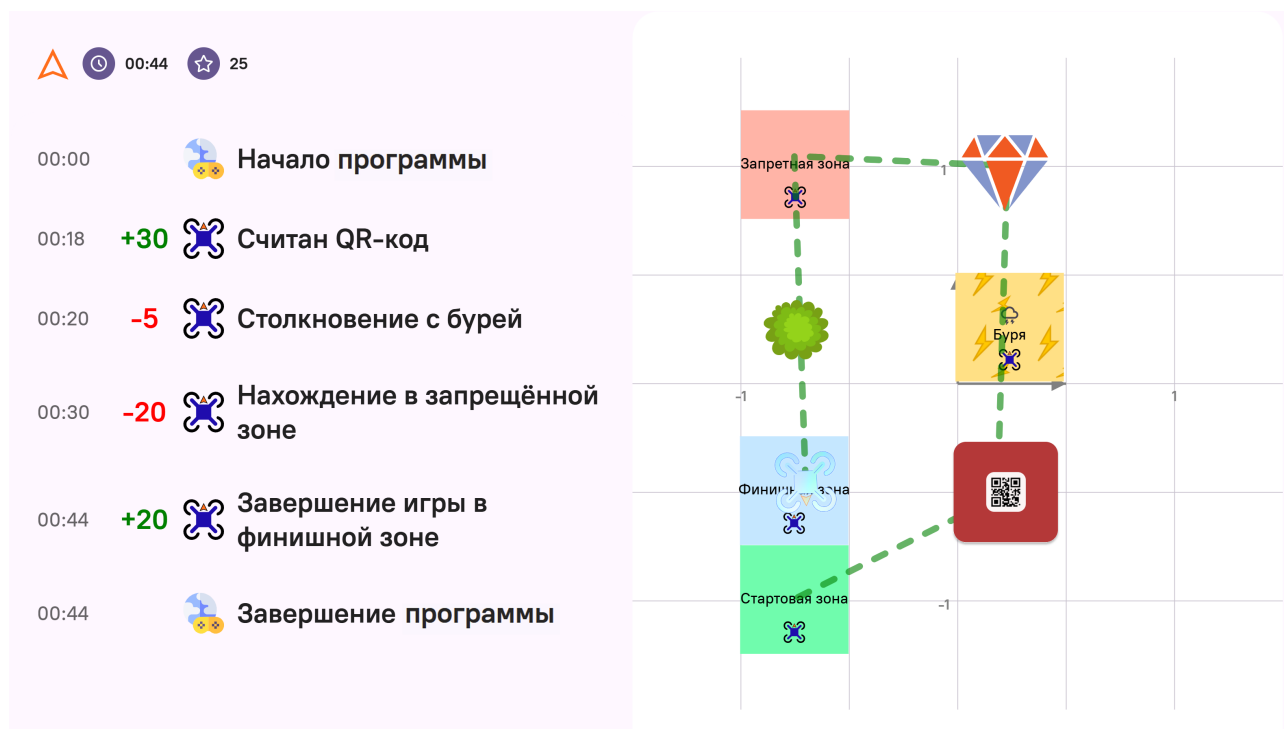 00:44 25
00:00 Начало программы
00:18 +30 Считан QR-код
00:20 -5 Столкновение с бурей
00:30 -20 Нахождение в запрещённой
зоне
00:44 +20 Завершение игры в
финишной зоне
00:44 Завершение программы
Запретная зона
1
Буря
-1
1
Финишная зона
Стартовая зона
-1